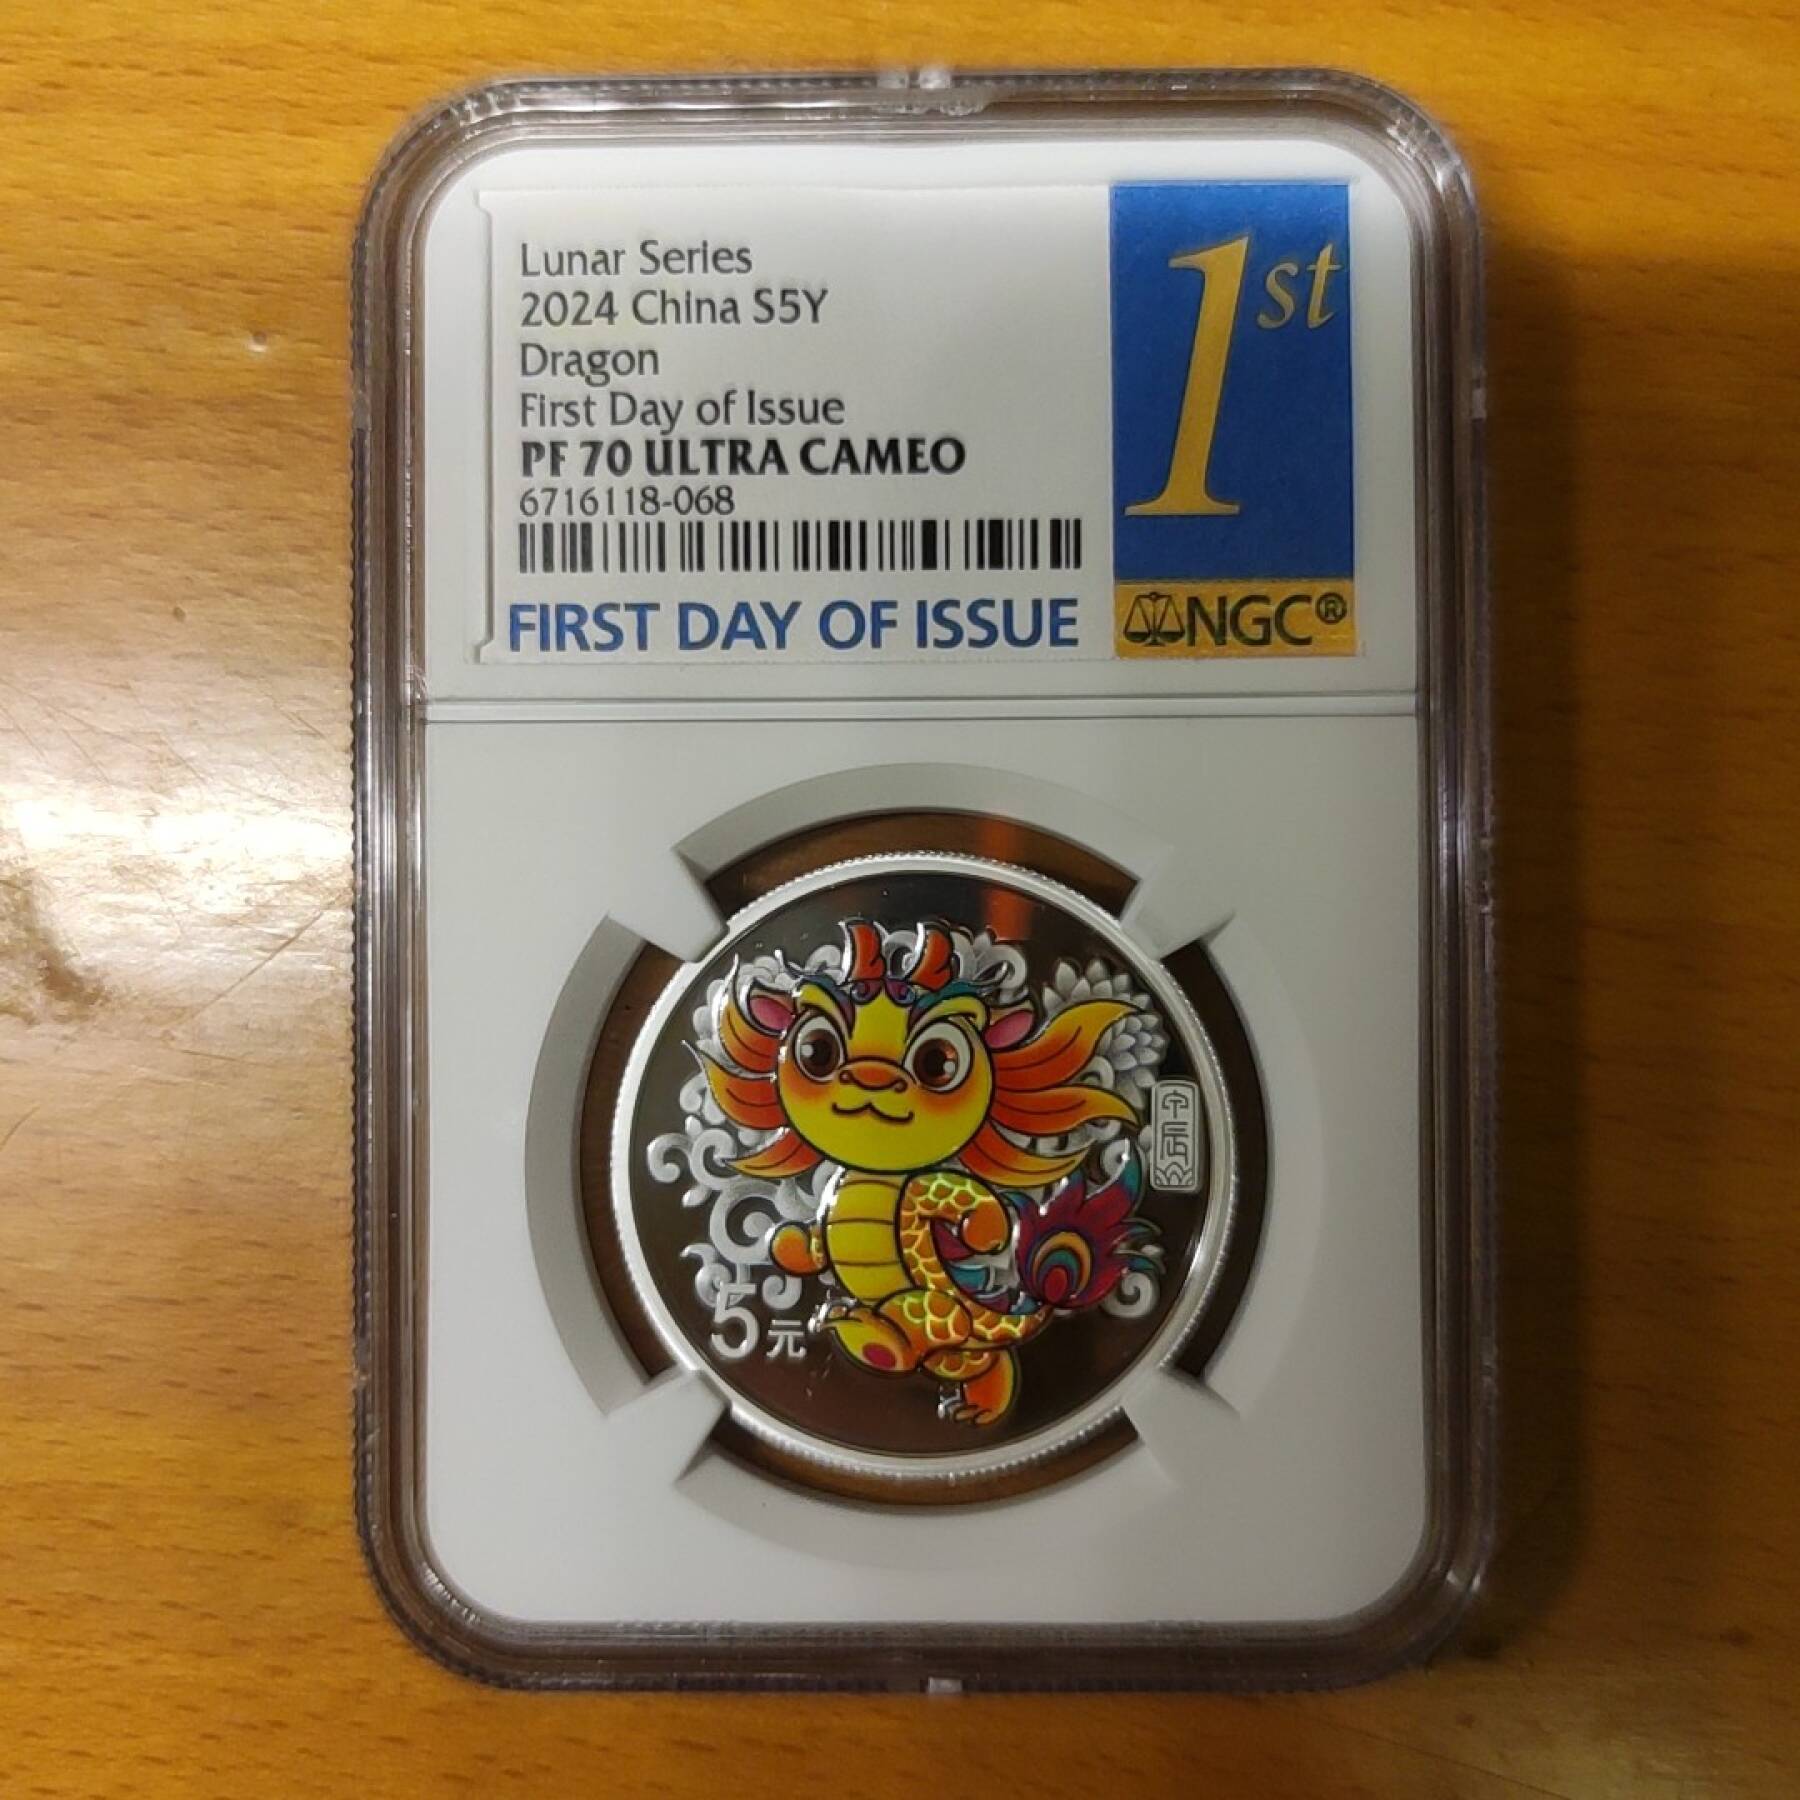 Lunar Series
2024 China S5Y
Dragon
First Day of Issue
PF 70 ULTRA CAMEO
6716118-068
FIRST DAY OF ISSUE
1st
NGC®
5元